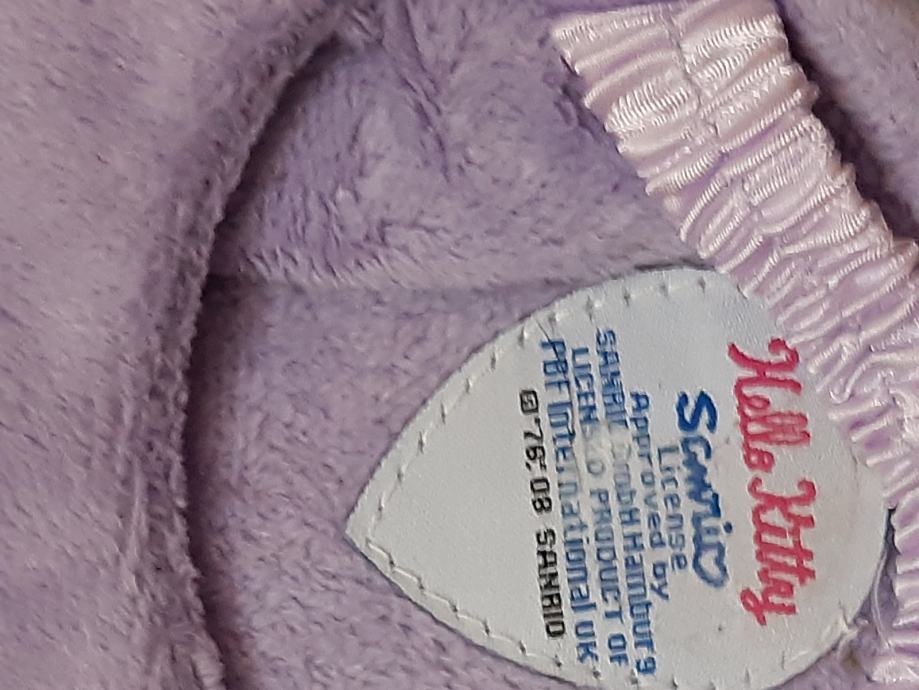 Hello Kitty
Sanrio
License
Approved by
SANRIO GmbH Hamburg
LICENSED PRODUCT OF
PBF International UK
©'76,'08 SANRIO